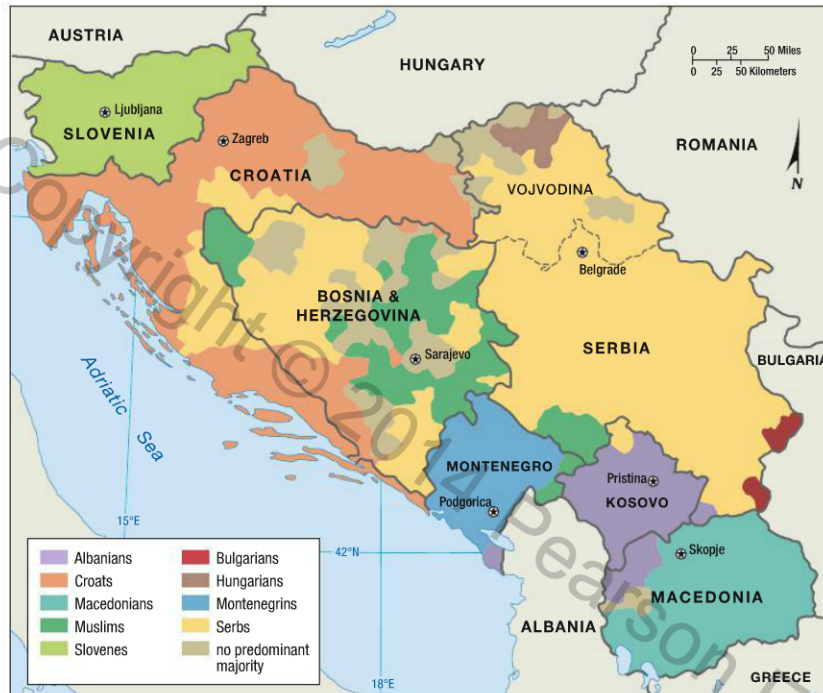 AUSTRIA
HUNGARY
0 25 50 Miles
0 25 50 Kilometers
Ljubljana
SLOVENIA
Zagreb
CROATIA
ROMANIA
N
VOJVODINA
Belgrade
BOSNIA &
HERZEGOVINA
Sarajevo
SERBIA
BULGARIA
Adriatic Sea
MONTENEGRO
Podgorica
Pristina
KOSOVO
15°E
42°N
Skopje
MACEDONIA
ALBANIA
18°E
GREECE
Albanians
Croats
Macedonians
Muslims
Slovenes
Bulgarians
Hungarians
Montenegrins
Serbs
no predominant
majority
Copyright © 2014 Pearson